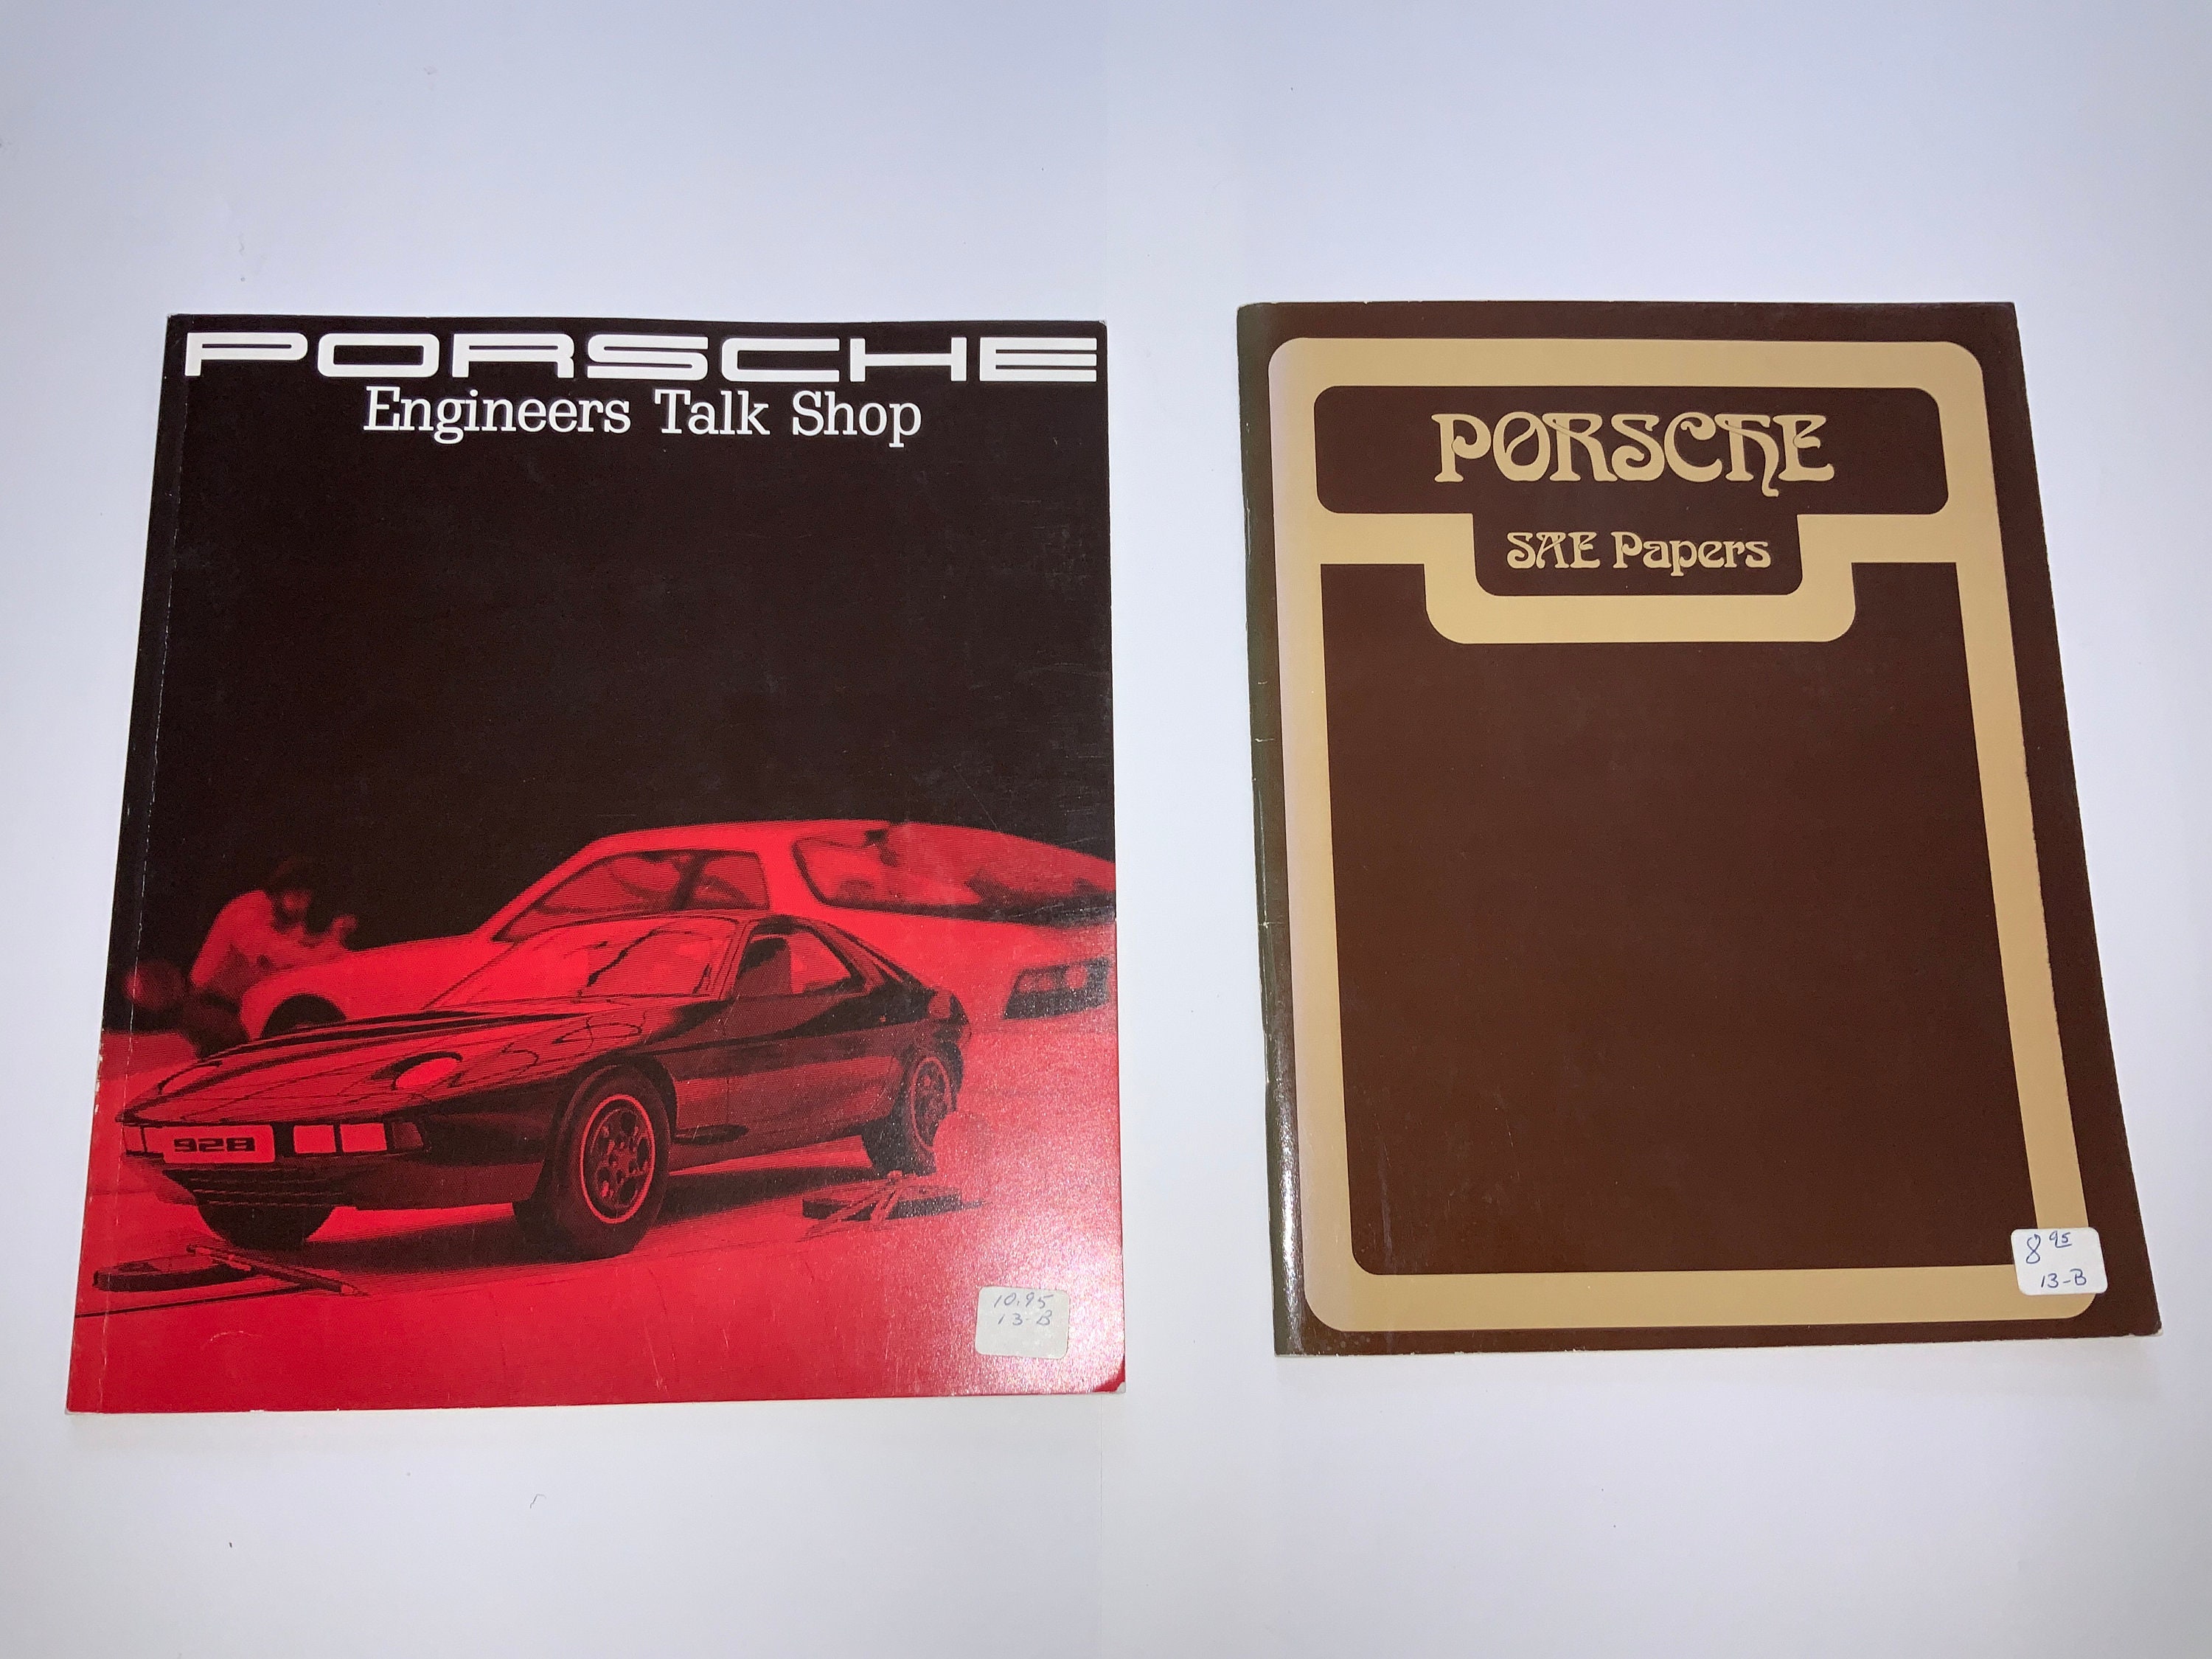 PORSCHE
Engineers Talk Shop
928
10.95
13-B
PORSCHE
SAE Papers
8 95
13-B